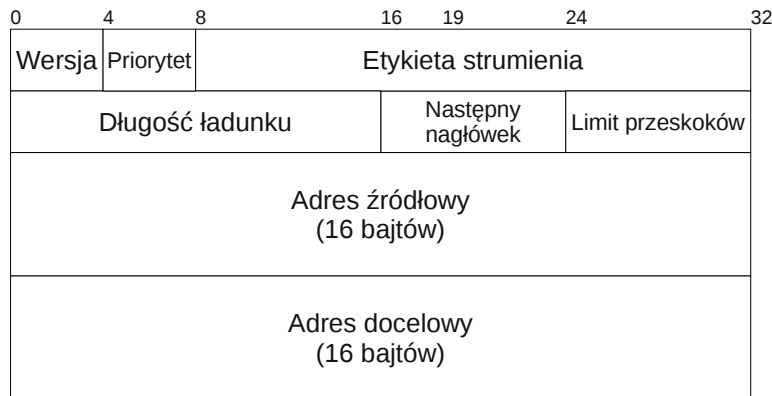 0 4 8 16 19 24 32
Wersja Priorytet Etykieta strumienia
Długość ładunku Następny nagłówek Limit przeskoków
Adres źródłowy
(16 bajtów)
Adres docelowy
(16 bajtów)